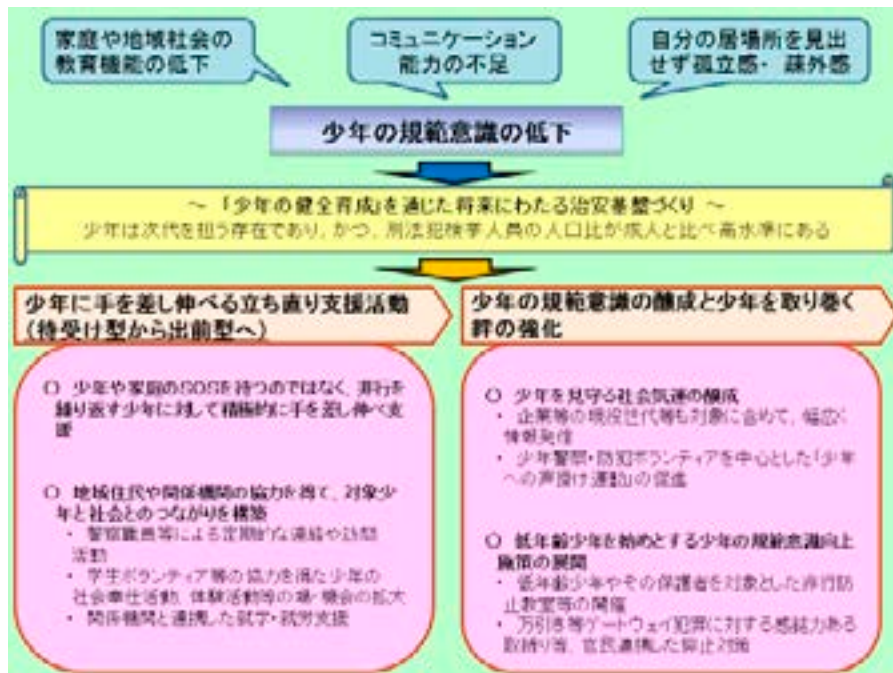 家庭や地域社会の
教育機能の低下
コミュニケーション
能力の不足
自分の居場所を見出
せず孤立感・疎外感
少年の規範意識の低下
～「少年の健全育成」を通じた将来にわたる治安基盤づくり～
少年は次代を担う存在であり、かつ、刑法犯検挙人員の人口比が成人と比べ高水準にある
少年に手を差し伸べる立ち直り支援活動
(待受け型から出前型へ)
○ 少年や家庭のSOSを待つのではなく、非行を
繰り返す少年に対して積極的に手を差し伸べ支
援
○ 地域住民や関係機関の協力を得て、対象少
年と社会とのつながりを構築
・ 警察職員等による定期的な連絡や訪問
活動
・ 学生ボランティア等の協力を得た少年の
社会奉仕活動、体験活動等の場・機会の拡大
・ 関係機関と連携した就学・就労支援
少年の規範意識の醸成と少年を取り巻く
絆の強化
○ 少年を見守る社会気運の醸成
・ 企業等の現役世代等も対象に含めて、幅広く
情報発信
・ 少年警察・防犯ボランティアを中心とした「少年
への声掛け運動」の促進
○ 低年齢少年を始めとする少年の規範意識向上
施策の展開
・ 低年齢少年やその保護者を対象とした非行防
止教室等の開催
・ 万引き等ゲートウェイ犯罪に対する感銘力ある
取締り等、官民連携した抑止対策